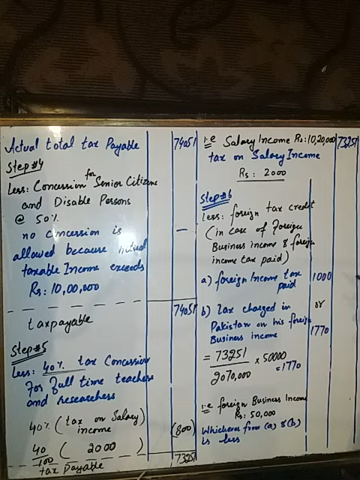 Actual total tax Payable 74051
Step#4
Less: Concession for Senior Citizens
and Disable Persons
@ 50%
no concession is —
allowed because
taxable Income exceeds
Rs: 10,00,000
74051
taxpayable
Step#5
Less: 40% tax Concession
For full time teachers
and researchers
40% (tax on Salary income
40/100 ( 2000 ) (800)
tax Payable 73251
i.e Salary Income Rs: 10,20,000 73251
tax on Salary Income
Rs: 2000
Step#6
less: foreign tax credit
(in case of Foreign
Business income & foreign
income tax paid)
a) foreign Income tax 1000
paid
or
b) Tax charged in
Pakistan on his foreign 1770
Business income
= 73251/2070,000 × 50000
= 1770
i.e foreign Business Income
Rs: 50,000
Whichever from (a) & (b)
is less